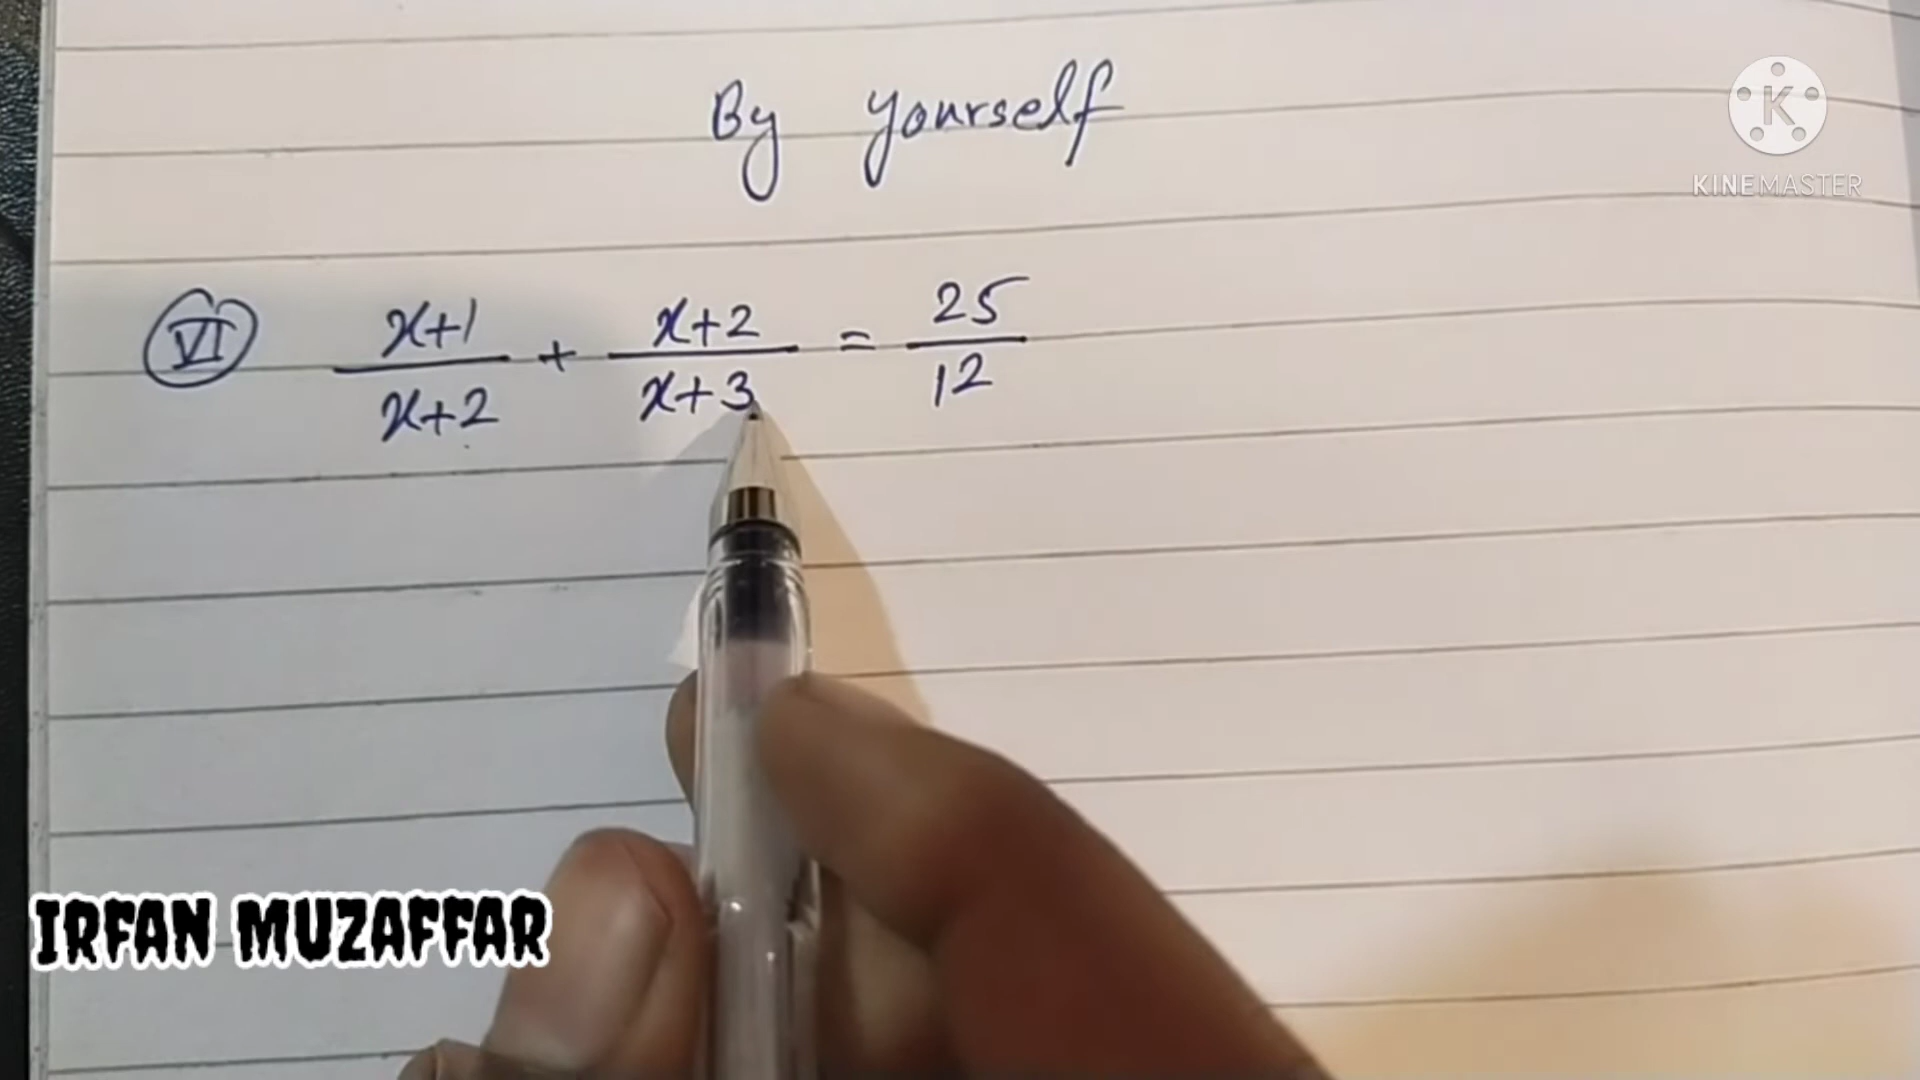 By yourself
K
KINEMASTER
VI x+1/x+2 + x+2/x+3 = 25/12
IRFAN MUZAFFAR